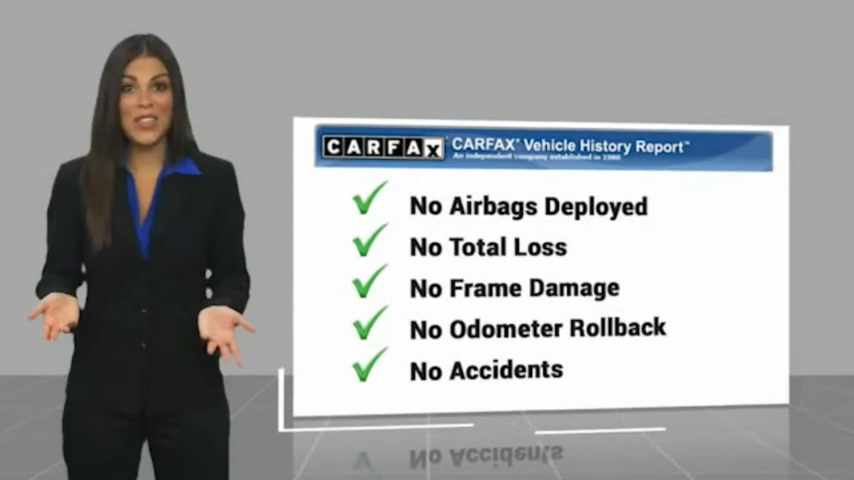 CARFAX CARFAX® Vehicle History Report™
An independent company established in 1986
No Airbags Deployed
No Total Loss
No Frame Damage
No Odometer Rollback
No Accidents
No Accidents